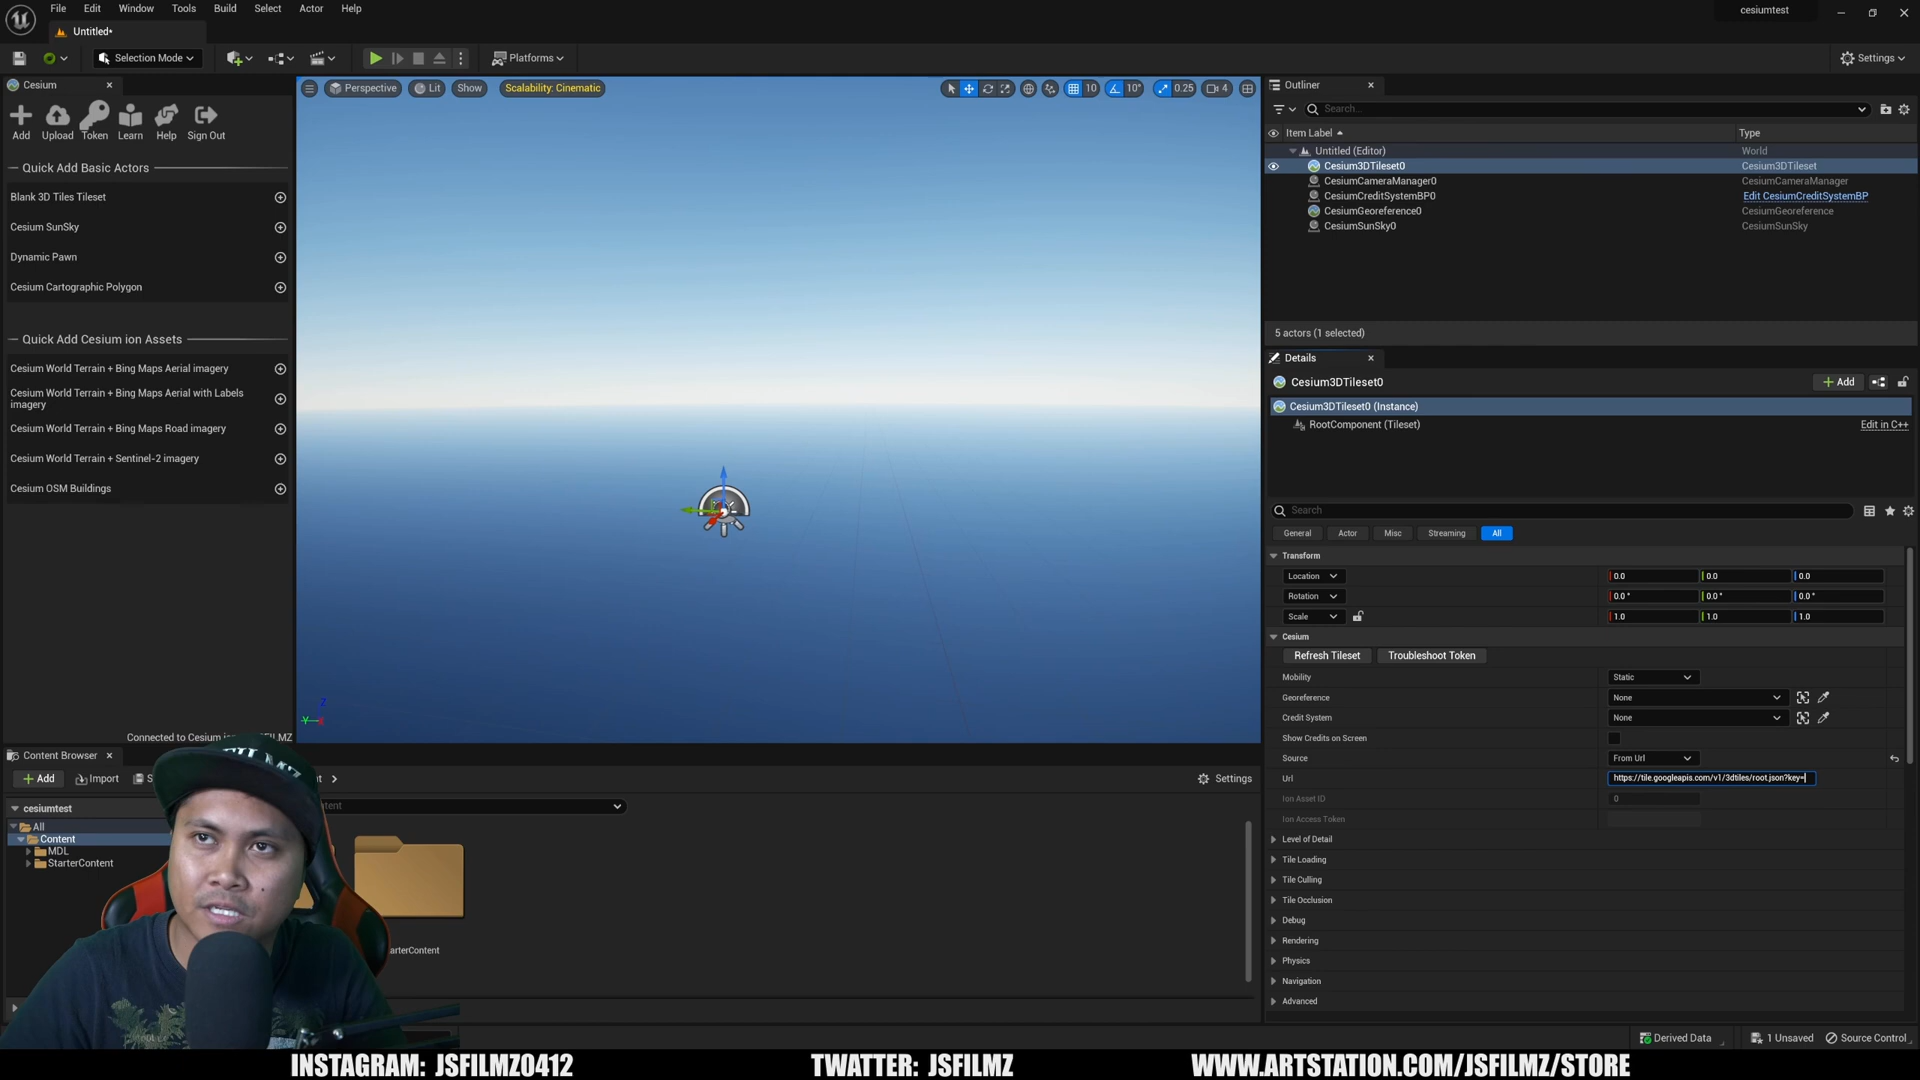 File Edit Window Tools Build Select Actor Help
cesiumtest
Untitled*
Selection Mode
Platforms
Settings
Cesium
Add Upload Token Learn Help Sign Out
Quick Add Basic Actors
Blank 3D Tiles Tileset
Cesium SunSky
Dynamic Pawn
Cesium Cartographic Polygon
Quick Add Cesium ion Assets
Cesium World Terrain + Bing Maps Aerial imagery
Cesium World Terrain + Bing Maps Aerial with Labels
imagery
Cesium World Terrain + Bing Maps Road imagery
Cesium World Terrain + Sentinel-2 imagery
Cesium OSM Buildings
Connected to Cesium
FILMZ
Perspective Lit Show Scalability: Cinematic
10 10° 0.25 4
Z
Y
Outliner
Search...
Item Label Type
Untitled (Editor) World
Cesium3DTileset0 Cesium3DTileset
CesiumCameraManager0 CesiumCameraManager
CesiumCreditSystemBP0 Edit CesiumCreditSystemBP
CesiumGeoreference0 CesiumGeoreference
CesiumSunSky0 CesiumSunSky
5 actors (1 selected)
Details
Cesium3DTileset0
Add
Cesium3DTileset0 (Instance)
RootComponent (Tileset) Edit in C++
Search
General Actor Misc Streaming All
Transform
Location 0.0 0.0 0.0
Rotation 0.0 ° 0.0 ° 0.0 °
Scale 1.0 1.0 1.0
Cesium
Refresh Tileset Troubleshoot Token
Mobility Static
Georeference None
Credit System None
Show Credits on Screen
Source From Url
Url https://tile.googleapis.com/v1/3dtiles/root.json?key=
Ion Asset ID 0
Ion Access Token
Level of Detail
Tile Loading
Tile Culling
Tile Occlusion
Debug
Rendering
Physics
Navigation
Advanced
Content Browser
Add Import
Settings
cesiumtest
All
Content
MDL
StarterContent
arterContent
Derived Data 1 Unsaved Source Control
INSTAGRAM: JSFILMZ0412 TWATTER: JSFILMZ WWW.ARTSTATION.COM/JSFILMZ/STORE